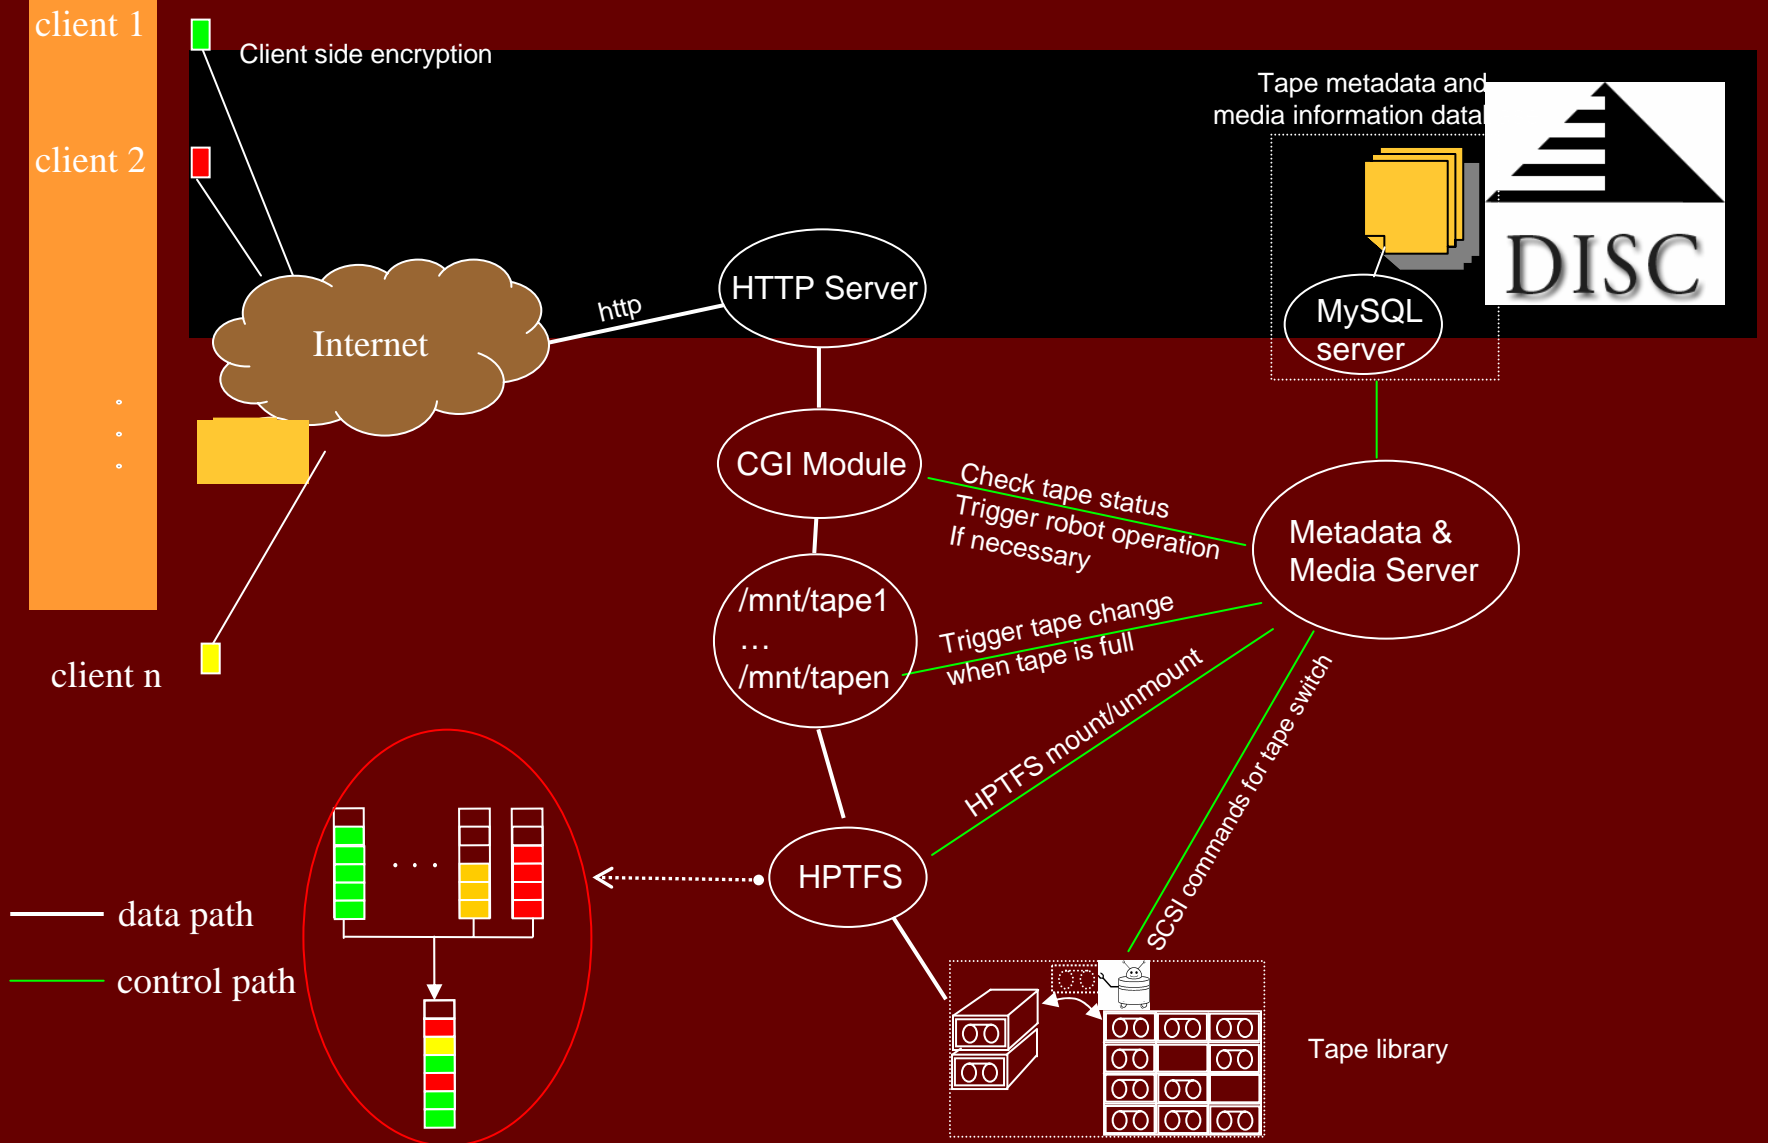 client 1
Client side encryption
Tape metadata and
media information data
client 2
DISC
HTTP Server
http
MySQL
server
Internet
CGI Module
Check tape status
Trigger robot operation
If necessary
Metadata &
Media Server
/mnt/tape1
...
/mnt/tapen
Trigger tape change
when tape is full
client n
HPTFS mount/unmount
SCSI commands for tape switch
. . .
HPTFS
data path
control path
Tape library